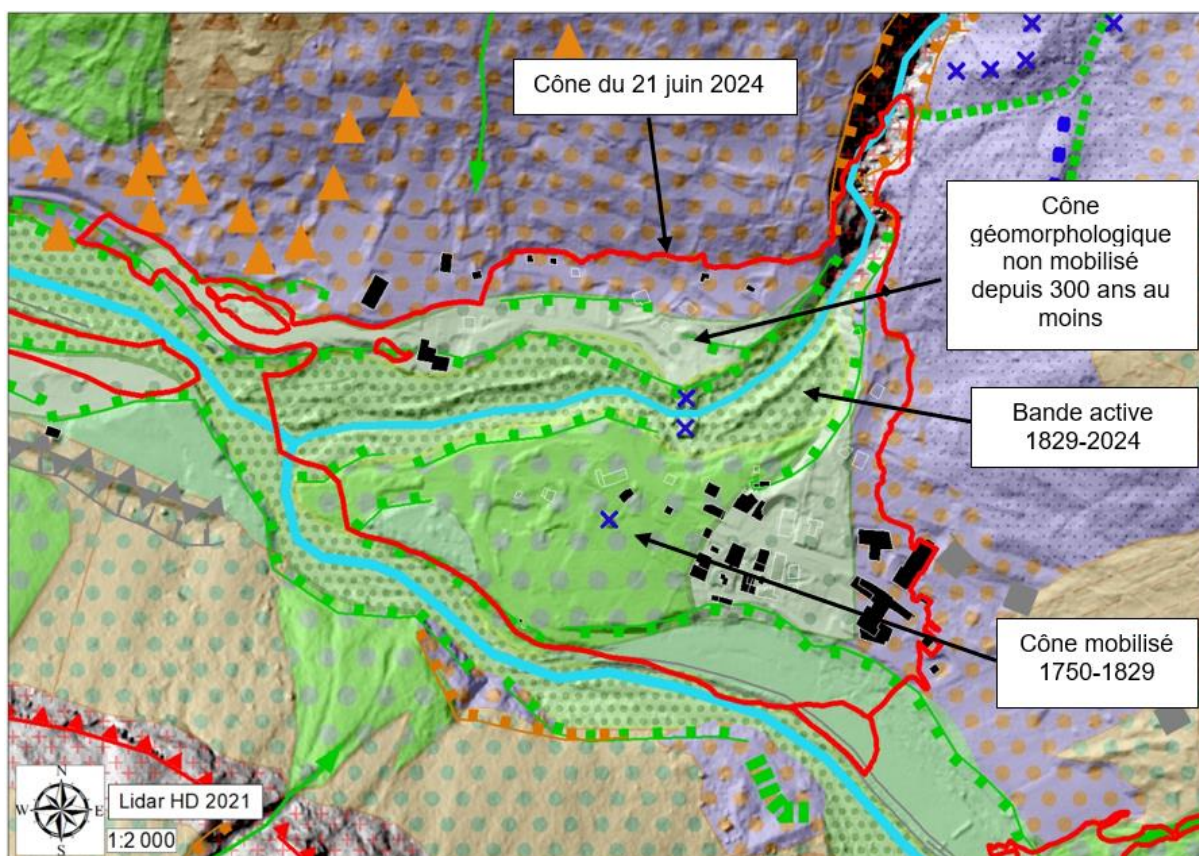 Cône du 21 juin 2024
Cône
géomorphologique
non mobilisé
depuis 300 ans au
moins
Bande active
1829-2024
Cône mobilisé
1750-1829
N
W
E
S
Lidar HD 2021
1:2 000